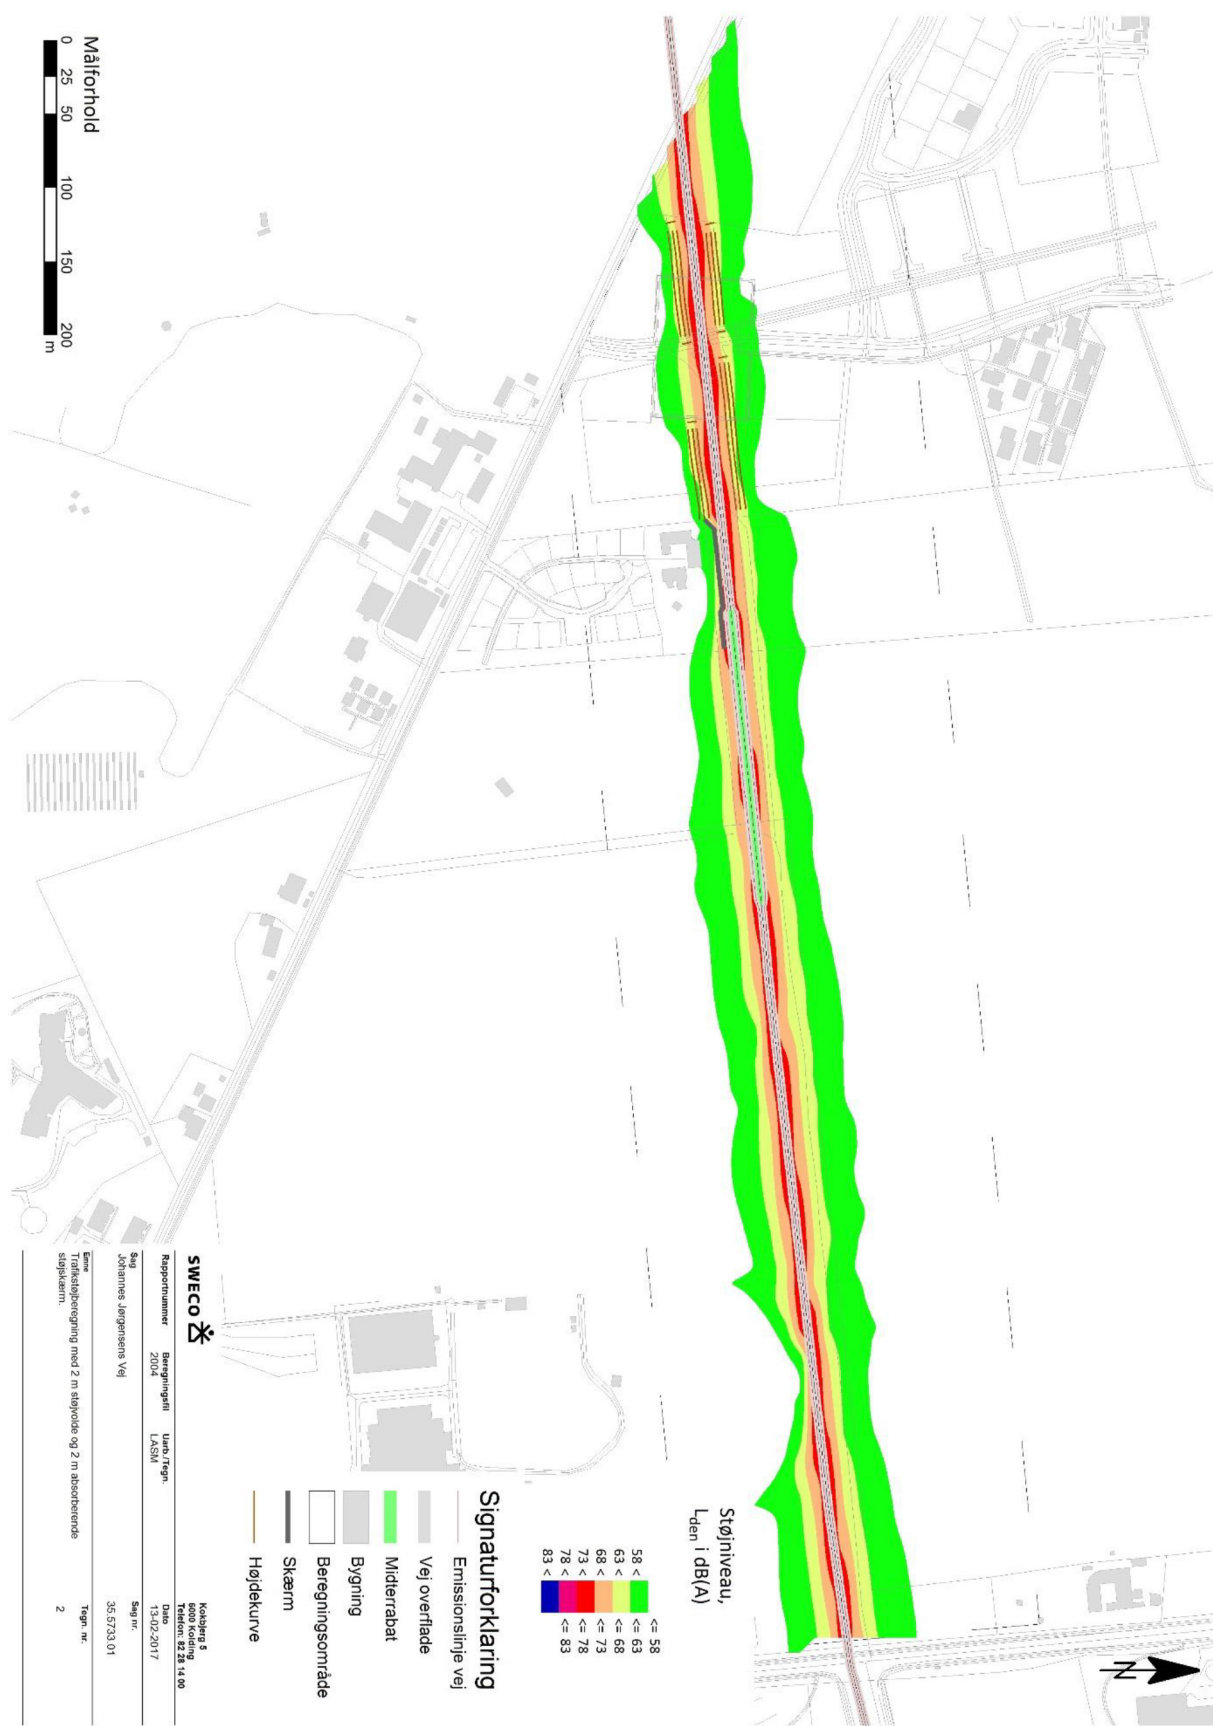 Målforhold
0 25 50 100 150 200
m
Støjniveau,
Lden i dB(A)
<= 58
58 < <= 63
63 < <= 68
68 < <= 73
73 < <= 78
78 < <= 83
83 <
Signaturforklaring
Emissionslinje vej
Vej overflade
Midterrabat
Bygning
Beregningsområde
Skærm
Højdekurve
N
SWECO
Kokbjerg 5
6000 Kolding
Telefon: 82 28 14 00
Rapportnummer Beregningsfil Uarb./Tegn. Dato
2004 LASM 13-02-2017
Sag Sag nr.
Johannes Jørgensens Vej 35.5733.01
Emne Tegn. nr.
Trafikstøjberegning med 2 m støjvolde og 2 m absorberende
støjskærm. 2